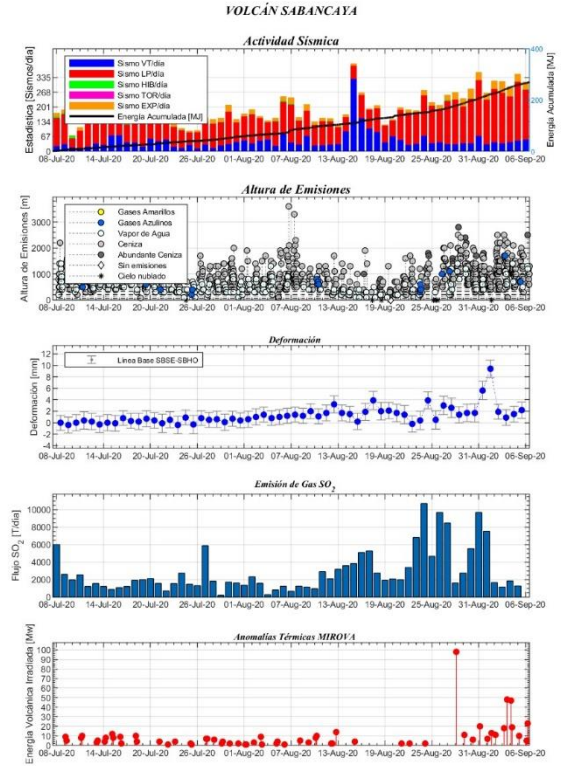 VOLCÁN SABANCAYA
Actividad Sísmica
Estadística [Sismos/día]
335
268
201
134
67
0
Sismo VT/día
Sismo LP/día
Sismo HIB/día
Sismo TOR/día
Sismo EXP/día
Energía Acumulada [MJ]
400
200
0
Energía Acumulada [MJ]
08-Jul-20 14-Jul-20 20-Jul-20 26-Jul-20 01-Aug-20 07-Aug-20 13-Aug-20 19-Aug-20 25-Aug-20 31-Aug-20 06-Sep-20
Altura de Emisiones
Altura de Emisiones [m]
3000
2000
1000
0
Gases Amarillos
Gases Azulinos
Vapor de Agua
Ceniza
Abundante Ceniza
Sin emisiones
Cielo nublado
08-Jul-20 14-Jul-20 20-Jul-20 26-Jul-20 01-Aug-20 07-Aug-20 13-Aug-20 19-Aug-20 25-Aug-20 31-Aug-20 06-Sep-20
Deformación
Deformación [mm]
12
10
8
6
4
2
0
-2
-4
Linea Base SBSE-SBHO
08-Jul-20 14-Jul-20 20-Jul-20 26-Jul-20 01-Aug-20 07-Aug-20 13-Aug-20 19-Aug-20 25-Aug-20 31-Aug-20 06-Sep-20
Emisión de Gas SO2
Flujo SO2 [T/día]
10000
8000
6000
4000
2000
0
08-Jul-20 14-Jul-20 20-Jul-20 26-Jul-20 01-Aug-20 07-Aug-20 13-Aug-20 19-Aug-20 25-Aug-20 31-Aug-20 06-Sep-20
Anomalías Térmicas MIROVA
Energía Volcánica Irradiada [Mw]
100
90
80
70
60
50
40
30
20
10
0
08-Jul-20 14-Jul-20 20-Jul-20 26-Jul-20 01-Aug-20 07-Aug-20 13-Aug-20 19-Aug-20 25-Aug-20 31-Aug-20 06-Sep-20